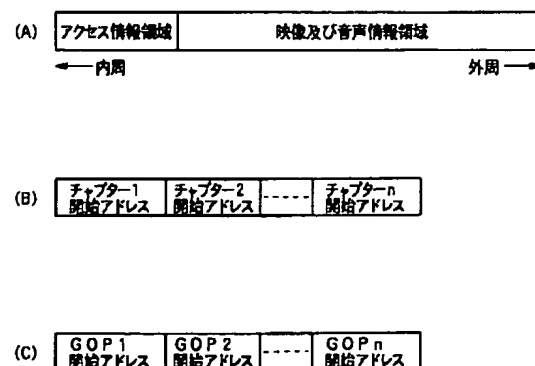 (A) アクセス情報領域 映像及び音声情報領域
内周 外周
(B) チャプター1 チャプター2 チャプターn
開始アドレス 開始アドレス 開始アドレス
(C) GOP1 GOP2 GOPn
開始アドレス 開始アドレス 開始アドレス